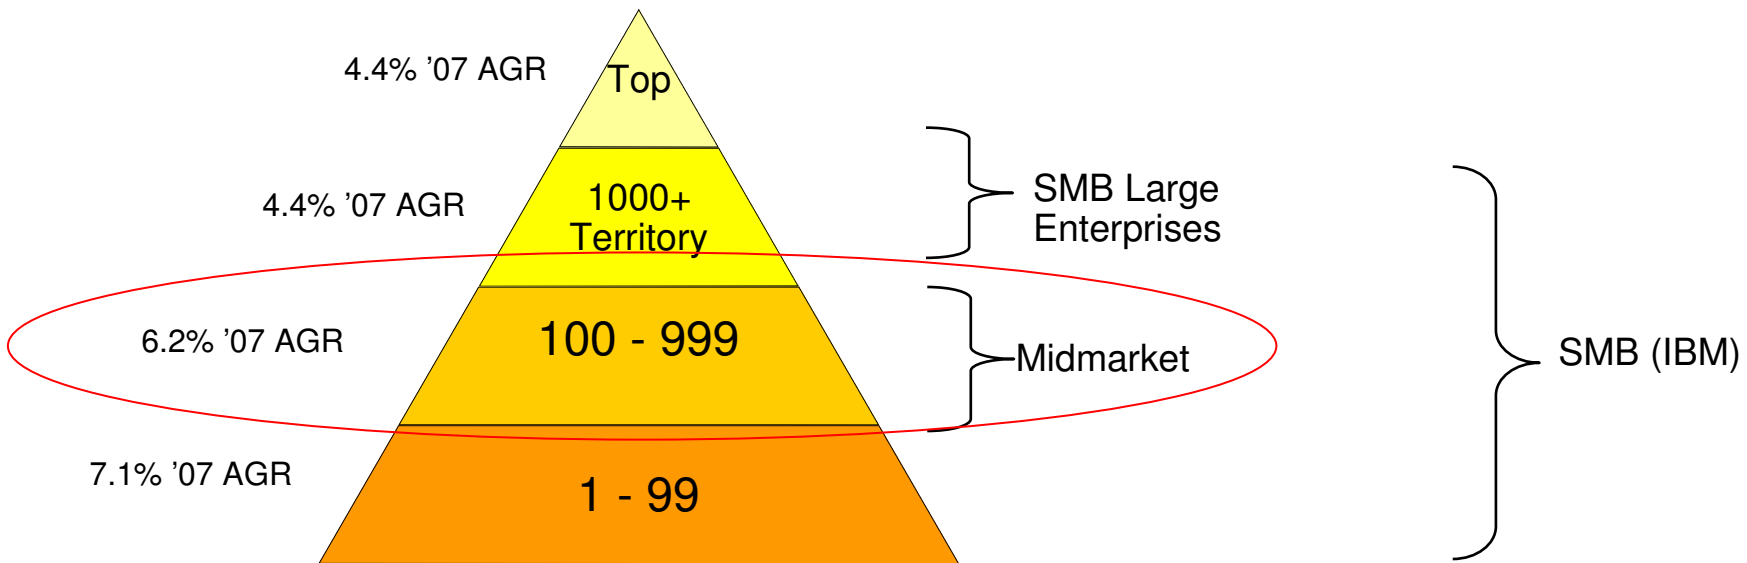 4.4% ’07 AGR
Top
4.4% ’07 AGR
1000+
Territory
SMB Large
Enterprises
6.2% ’07 AGR
100 - 999
Midmarket
SMB (IBM)
7.1% ’07 AGR
1 - 99